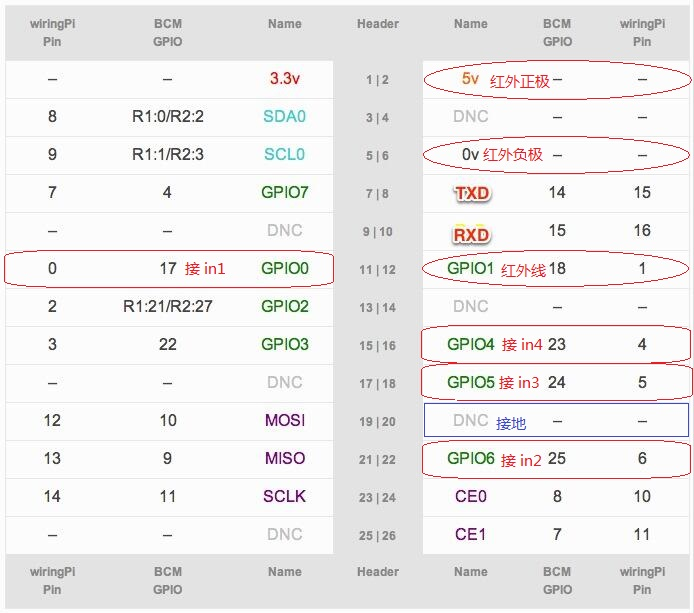 wiringPi Pin BCM GPIO Name Header Name BCM GPIO wiringPi Pin
– – 3.3v 1 | 2 5v 红外正极 – –
8 R1:0/R2:2 SDA0 3 | 4 DNC – –
9 R1:1/R2:3 SCL0 5 | 6 0v 红外负极 – –
7 4 GPIO7 7 | 8 TXD 14 15
– – DNC 9 | 10 RXD 15 16
0 17 接 in1 GPIO0 11 | 12 GPIO1 红外线 18 1
2 R1:21/R2:27 GPIO2 13 | 14 DNC – –
3 22 GPIO3 15 | 16 GPIO4 接 in4 23 4
– – DNC 17 | 18 GPIO5 接 in3 24 5
12 10 MOSI 19 | 20 DNC 接地 – –
13 9 MISO 21 | 22 GPIO6 接 in2 25 6
14 11 SCLK 23 | 24 CE0 8 10
– – DNC 25 | 26 CE1 7 11
wiringPi Pin BCM GPIO Name Header Name BCM GPIO wiringPi Pin